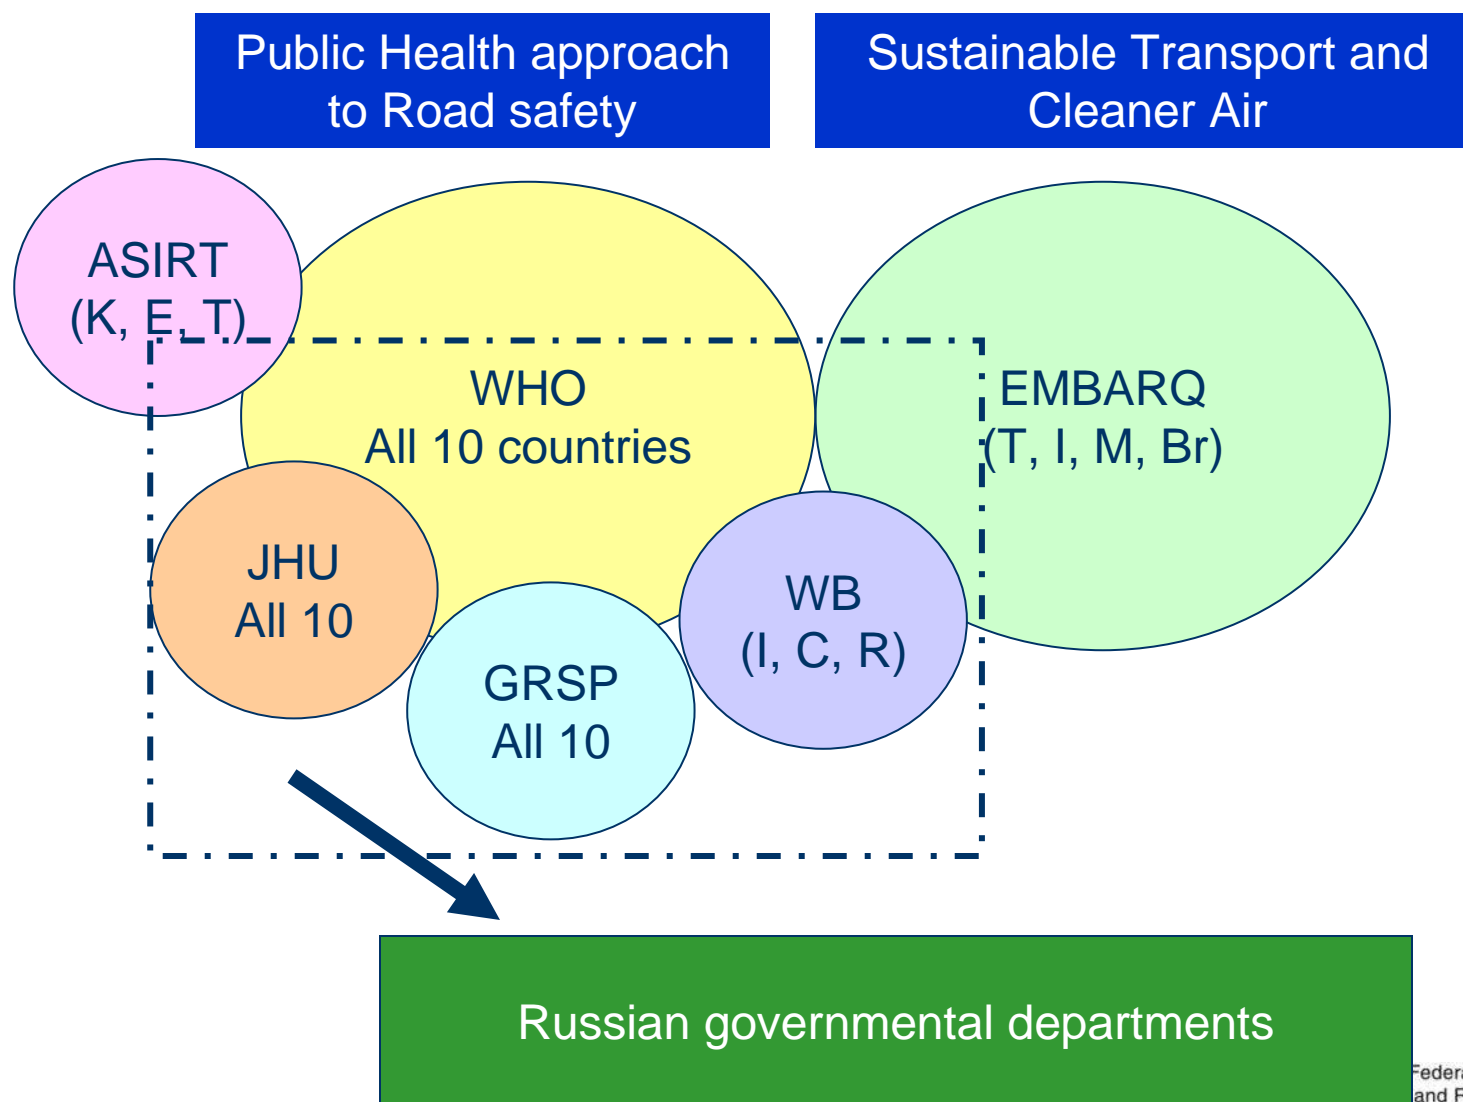 Public Health approach
to Road safety
Sustainable Transport and
Cleaner Air
ASIRT
(K, E, T)
WHO
All 10 countries
EMBARQ
(T, I, M, Br)
JHU
All 10
WB
(I, C, R)
GRSP
All 10
Russian governmental departments
and